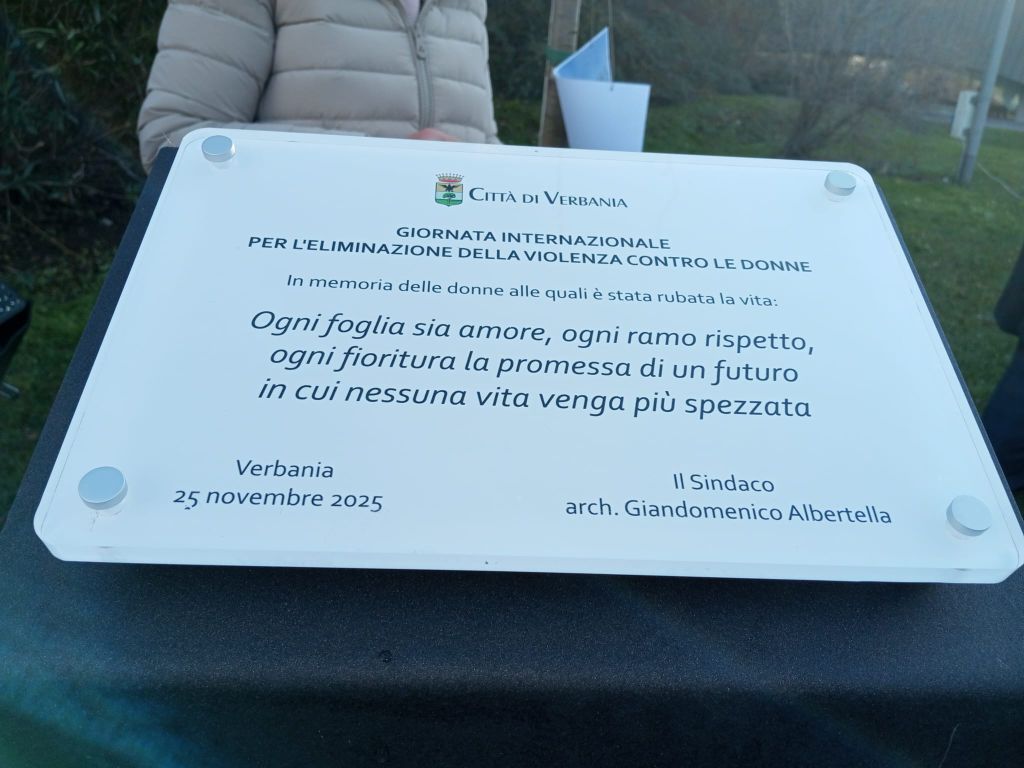 Città di Verbania
GIORNATA INTERNAZIONALE
PER L'ELIMINAZIONE DELLA VIOLENZA CONTRO LE DONNE
In memoria delle donne alle quali è stata rubata la vita:
Ogni foglia sia amore, ogni ramo rispetto,
ogni fioritura la promessa di un futuro
in cui nessuna vita venga più spezzata
Verbania
25 novembre 2025
Il Sindaco
arch. Giandomenico Albertella